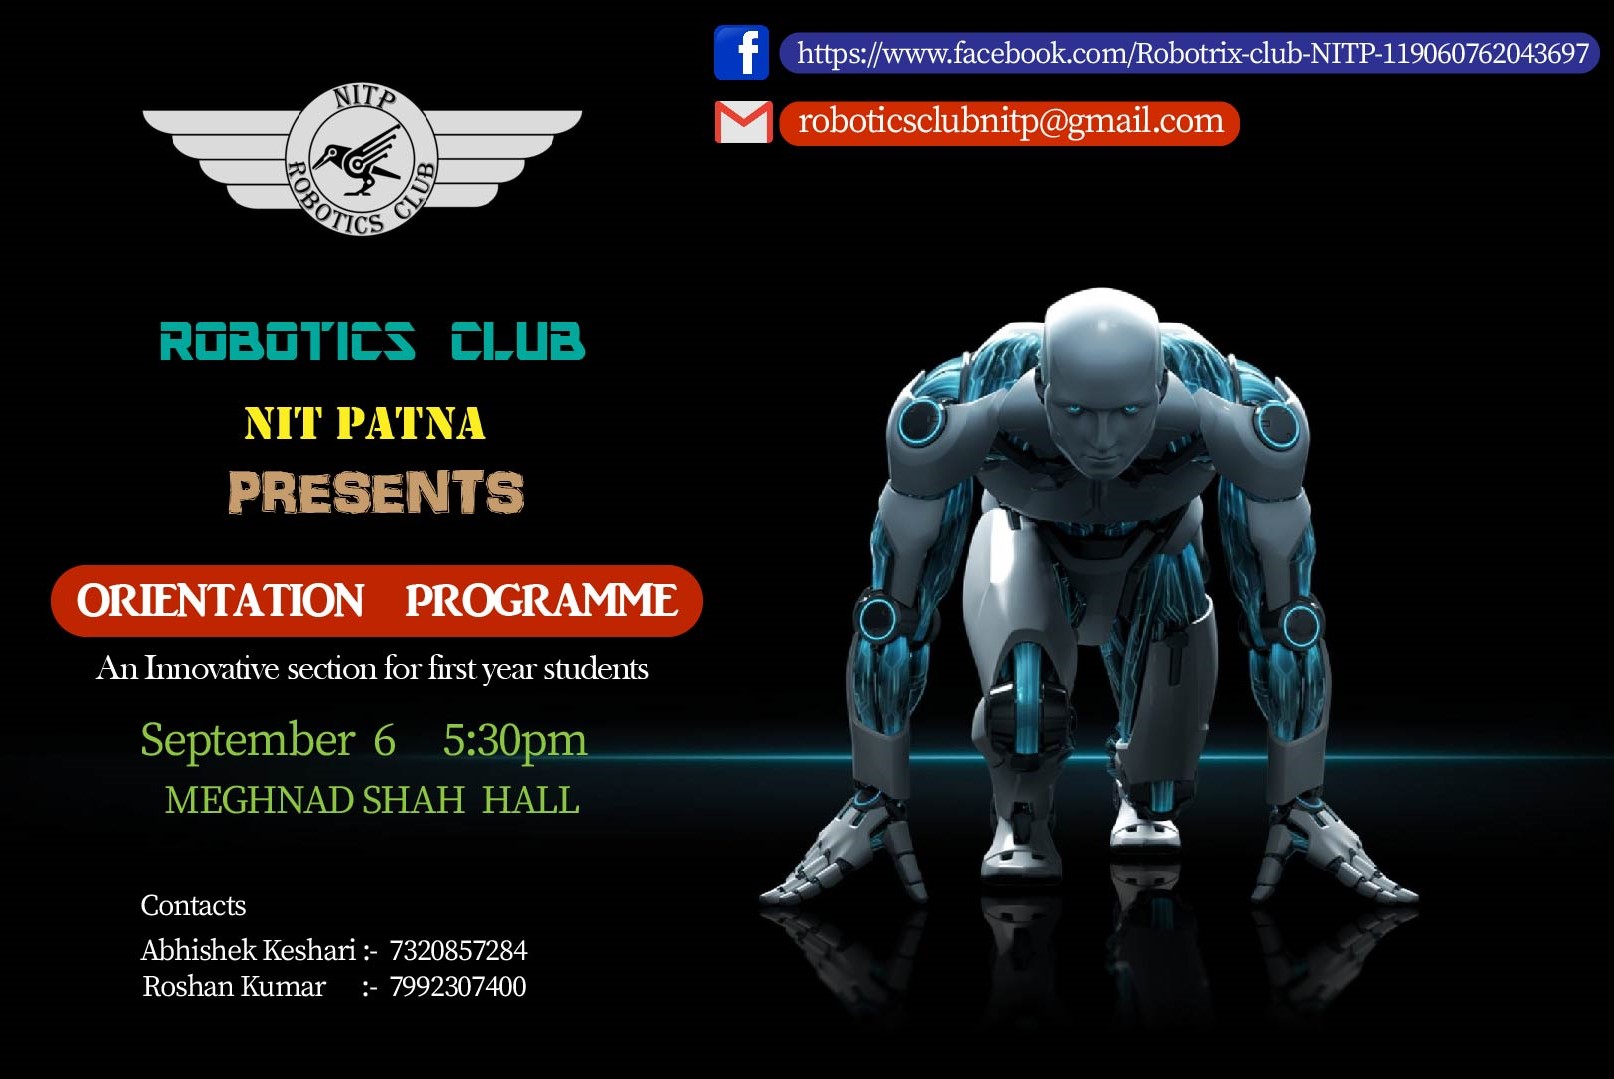 https://www.facebook.com/Robotrix-club-NITP-119060762043697
roboticsclubnitp@gmail.com
NITP
ROBOTICS CLUB
ROBOTICS CLUB
NIT PATNA
PRESENTS
ORIENTATION PROGRAMME
An Innovative section for first year students
September 6 5:30pm
MEGHNAD SHAH HALL
Contacts
Abhishek Keshari :- 7320857284
Roshan Kumar :- 7992307400